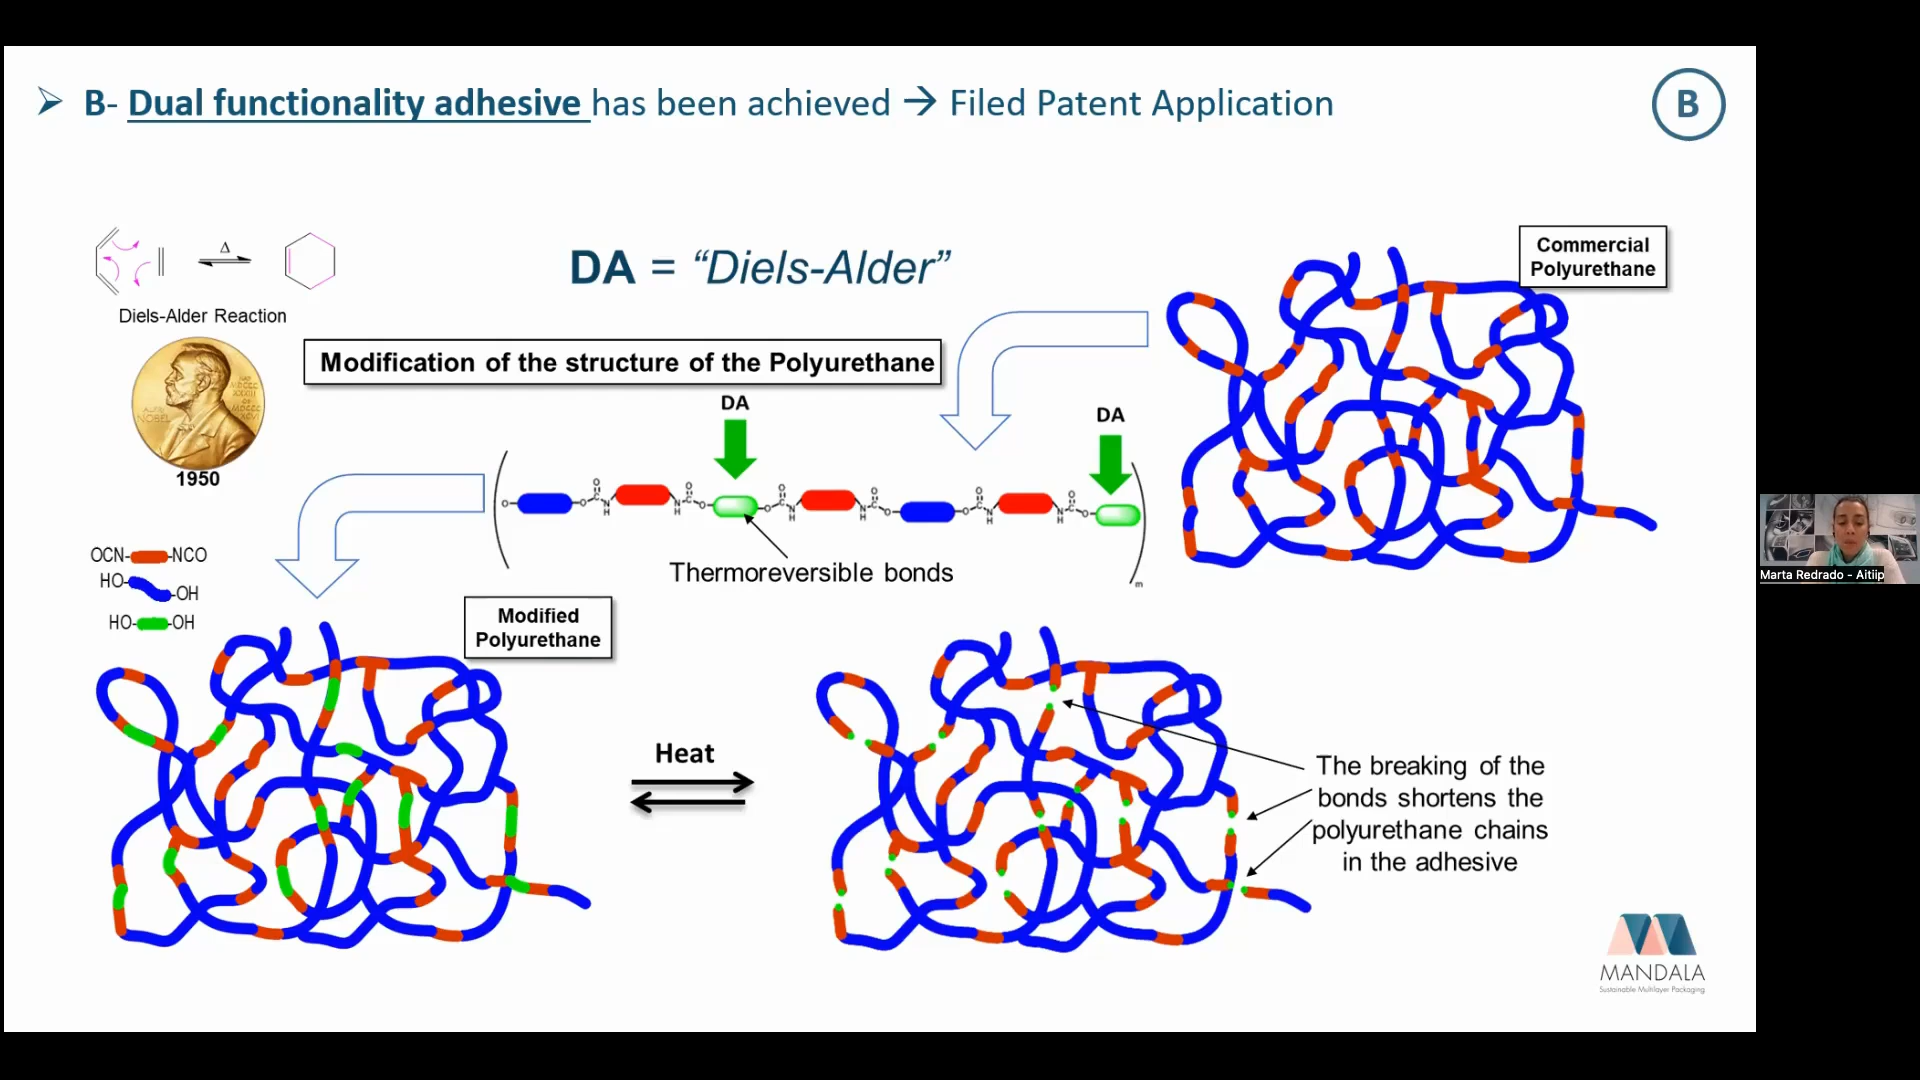 B- Dual functionality adhesive has been achieved → Filed Patent Application
B
Δ
Diels-Alder Reaction
DA = “Diels-Alder”
Commercial
Polyurethane
1950
Modification of the structure of the Polyurethane
DA
DA
Thermoreversible bonds
m
OCN- -NCO
HO- -OH
HO- -OH
Modified
Polyurethane
Heat
The breaking of the
bonds shortens the
polyurethane chains
in the adhesive
MANDALA
Sustainable Multilayer Packaging
Marta Redrado - Aitiip